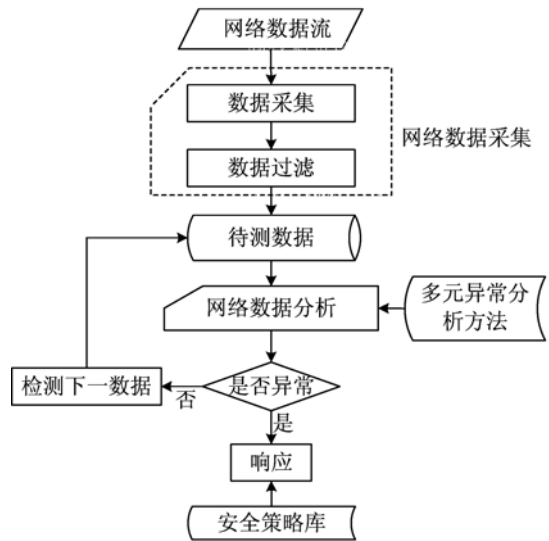 网络数据流
数据采集
网络数据采集
数据过滤
待测数据
网络数据分析
多元异常分
析方法
是否异常
检测下一数据
否
是
响应
安全策略库